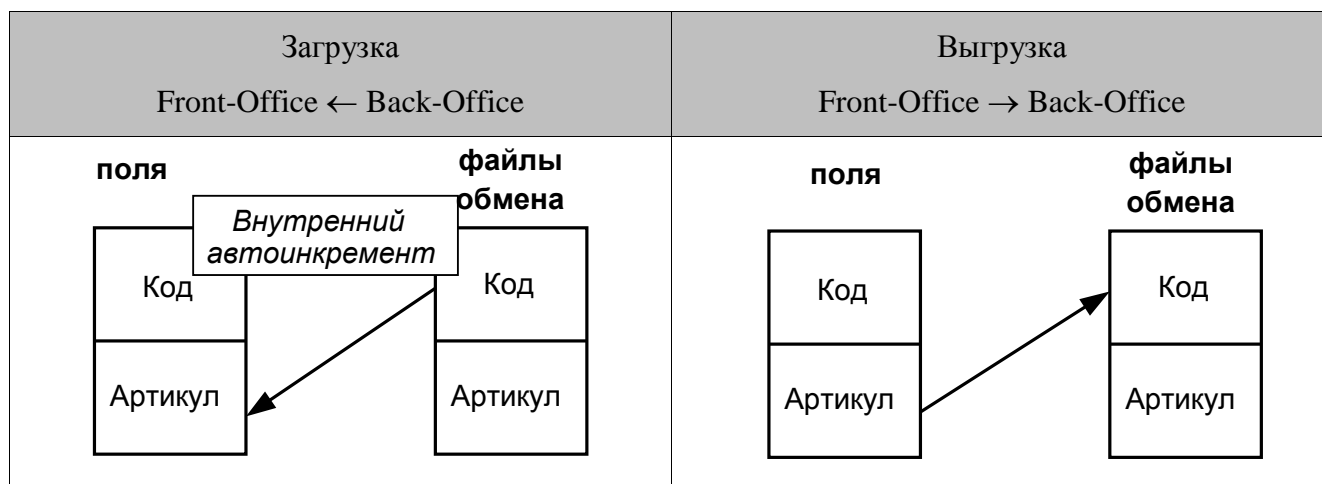 Загрузка
Front-Office ← Back-Office
Выгрузка
Front-Office → Back-Office
поля
файлы
обмена
Внутренний
автоинкремент
Код
Код
Артикул
Артикул
поля
файлы
обмена
Код
Код
Артикул
Артикул